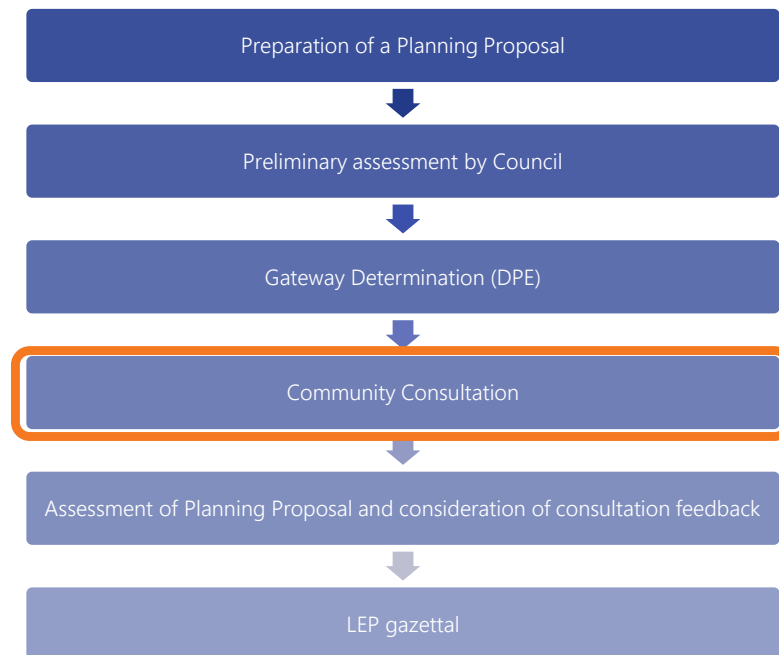 Preparation of a Planning Proposal
Preliminary assessment by Council
Gateway Determination (DPE)
Community Consultation
Assessment of Planning Proposal and consideration of consultation feedback
LEP gazettal